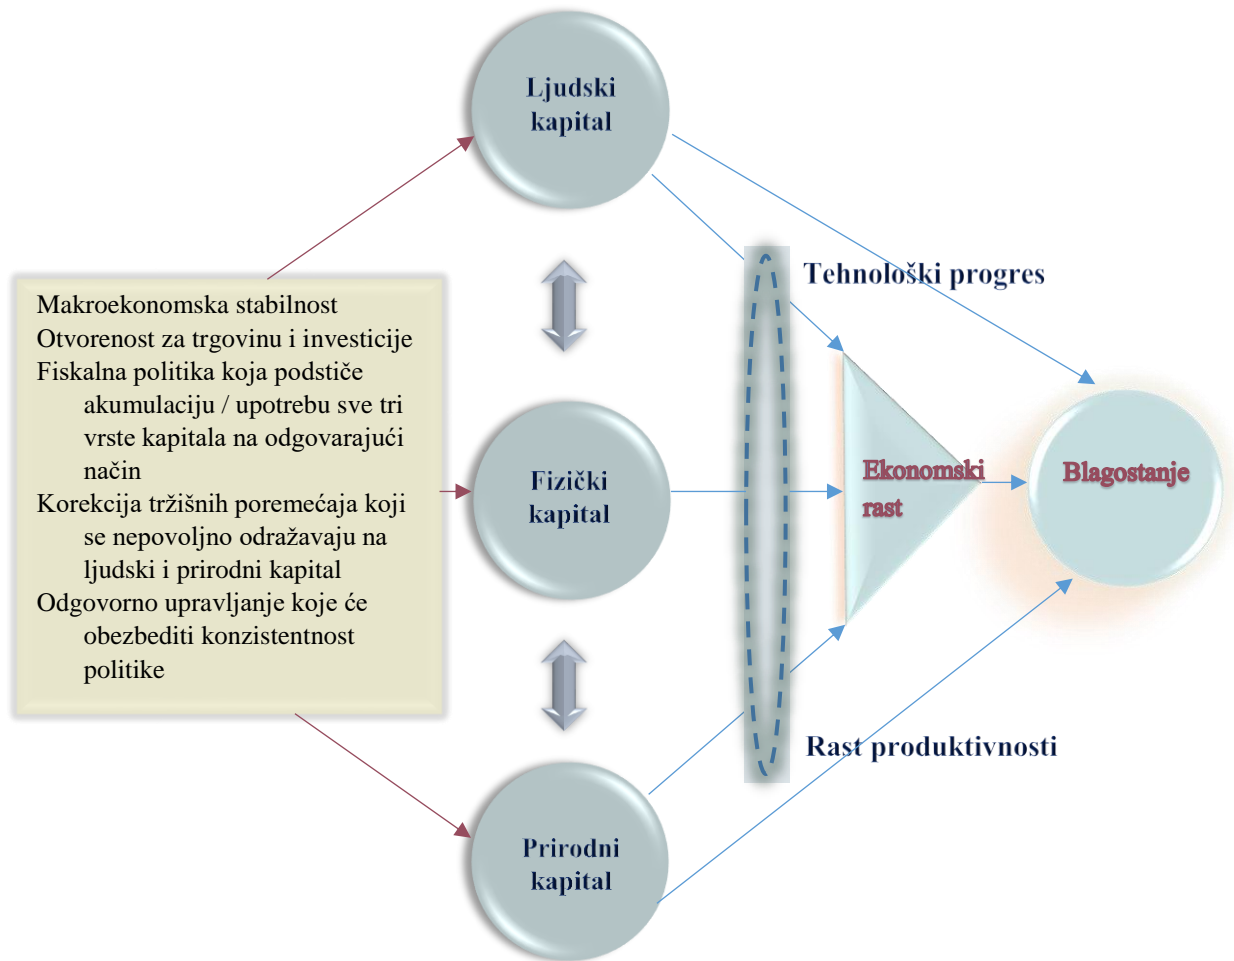 Ljudski
kapital
Tehnološki progres
Makroekonomska stabilnost
Otvorenost za trgovinu i investicije
Fiskalna politika koja podstiče
akumulaciju / upotrebu sve tri
vrste kapitala na odgovarajući
način
Korekcija tržišnih poremećaja koji
se nepovoljno odražavaju na
ljudski i prirodni kapital
Odgovorno upravljanje koje će
obezbediti konzistentnost
politike
Fizički
kapital
Ekonomski
rast
Blagostanje
Rast produktivnosti
Prirodni
kapital